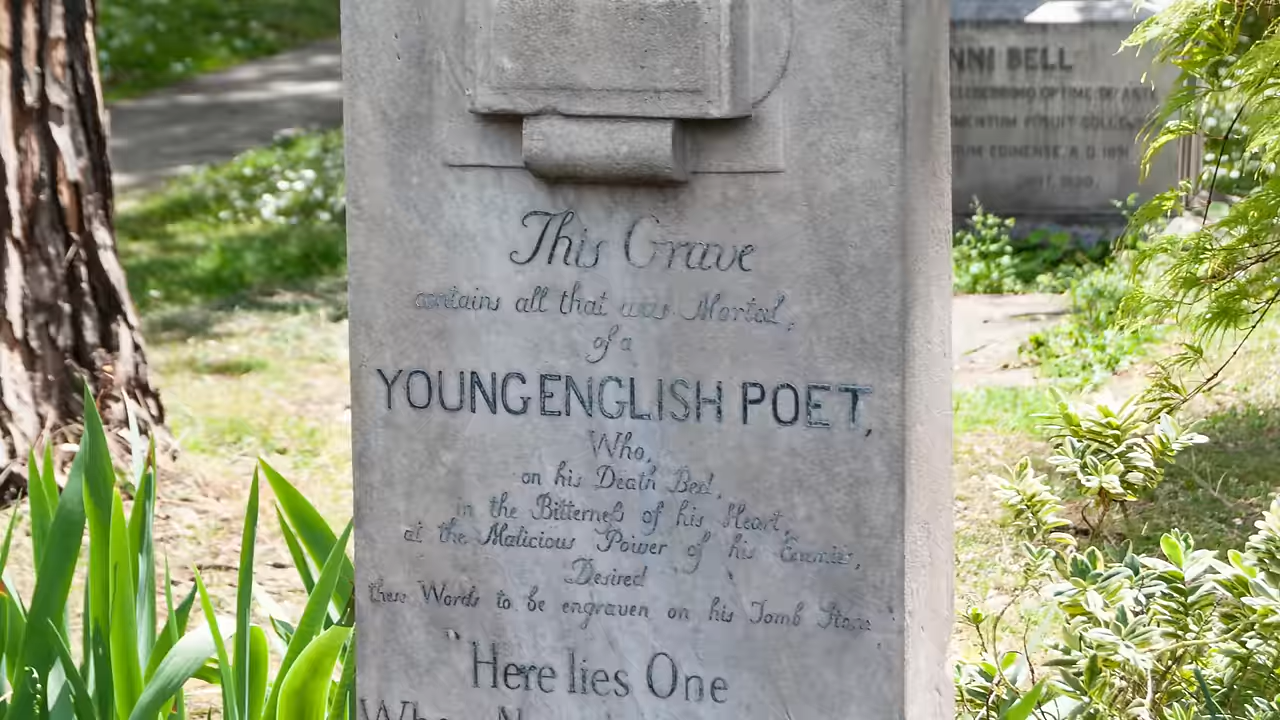 This Grave
contains all that was Mortal,
of a
YOUNG ENGLISH POET,
Who,
on his Death Bed,
in the Bitterneſs of his Heart,
at the Malicious Power of his Enemies,
Desired
these Words to be engraven on his Tomb Stone
"Here lies One
NNI BELL